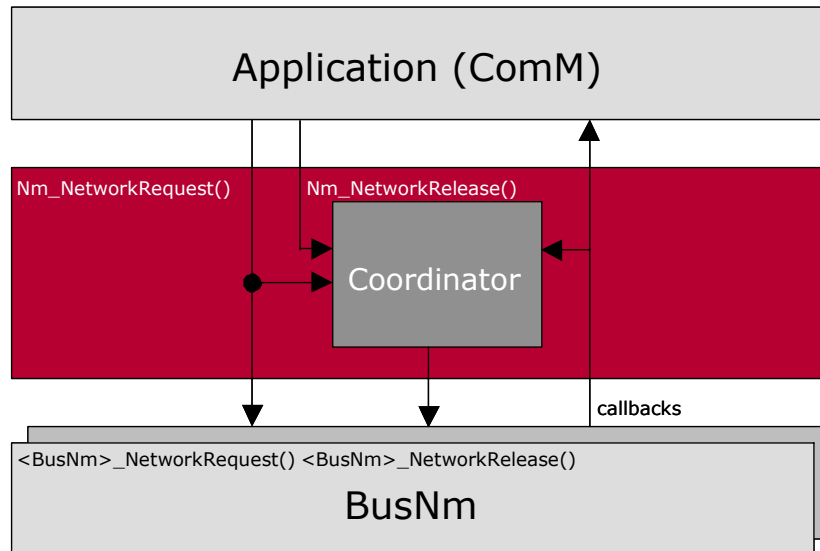 Application (ComM)
Nm_NetworkRequest()
Nm_NetworkRelease()
Coordinator
callbacks
<BusNm>_NetworkRequest() <BusNm>_NetworkRelease()
BusNm